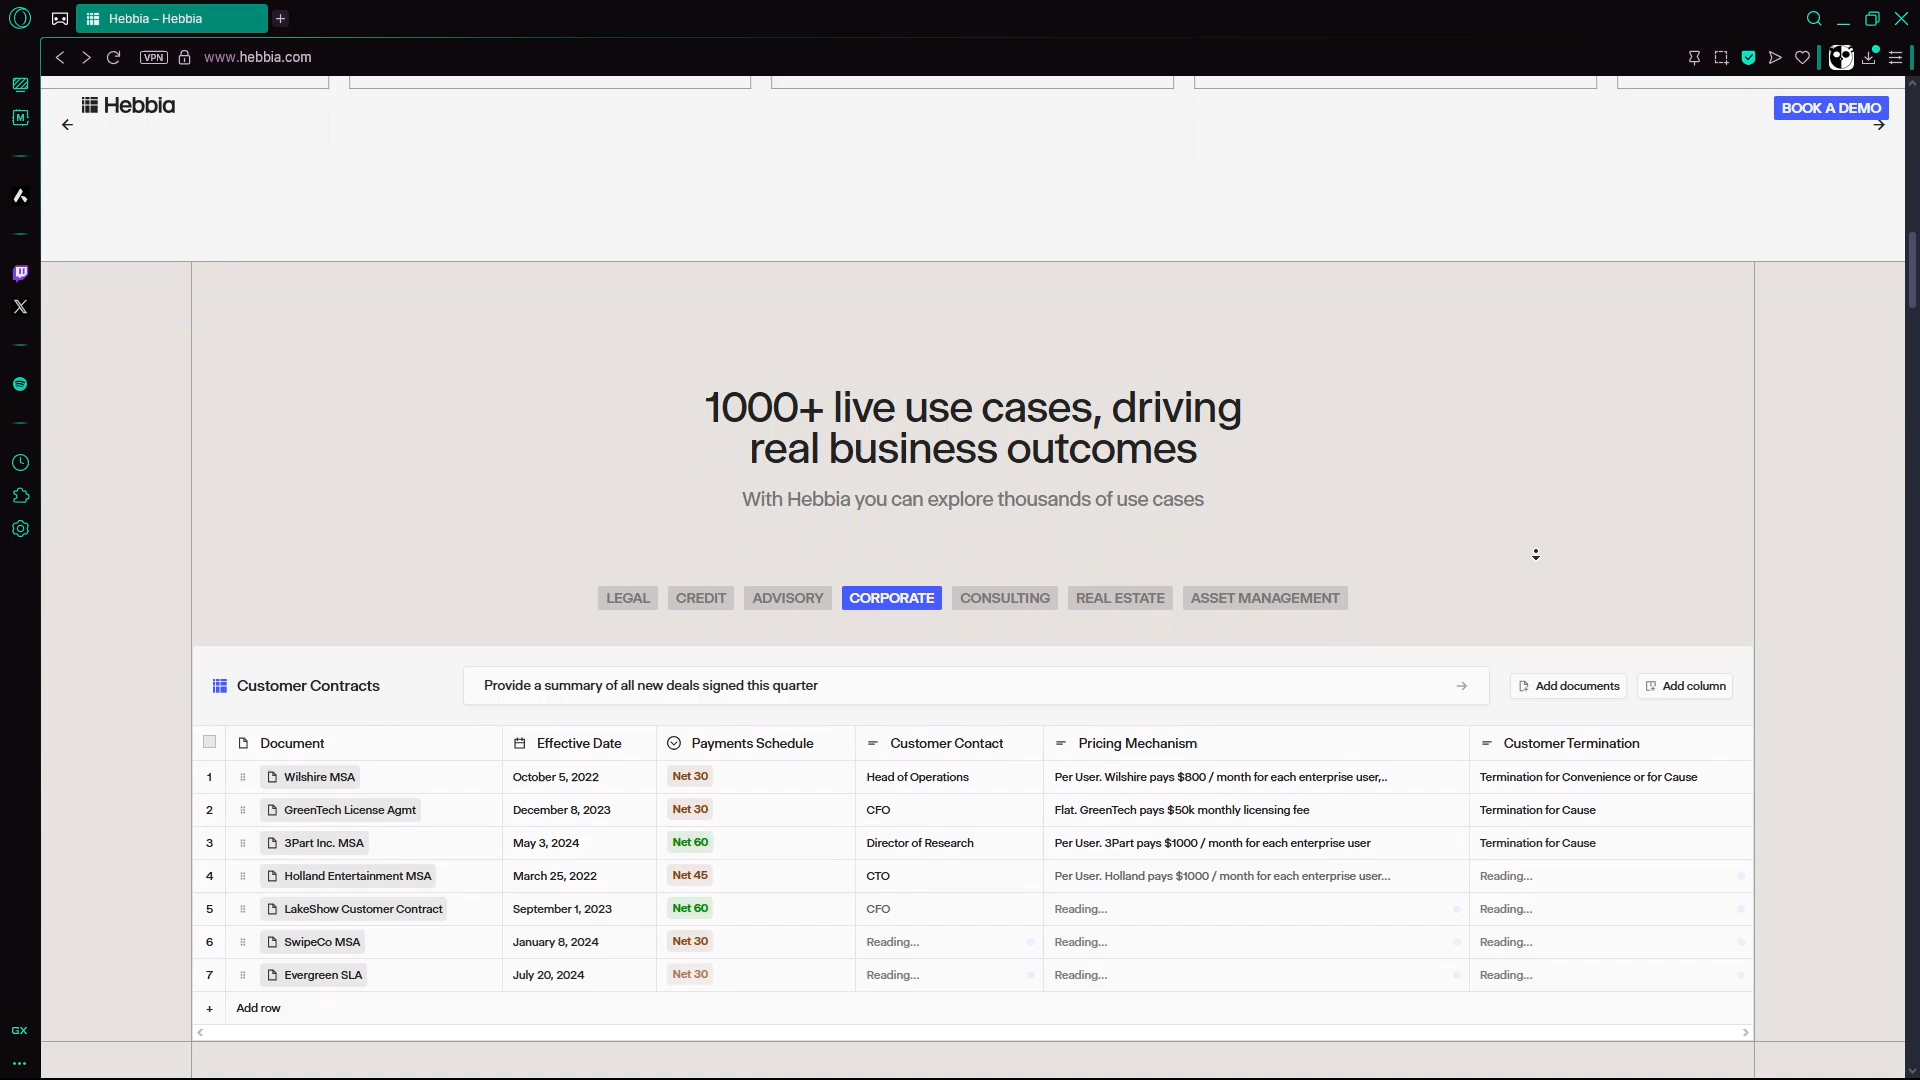 Hebbia – Hebbia
VPN
www.hebbia.com
M
Hebbia
BOOK A DEMO
1000+ live use cases, driving
real business outcomes
With Hebbia you can explore thousands of use cases
LEGAL CREDIT ADVISORY CORPORATE CONSULTING REAL ESTATE ASSET MANAGEMENT
Customer Contracts Provide a summary of all new deals signed this quarter Add documents Add column
Document Effective Date Payments Schedule Customer Contact Pricing Mechanism Customer Termination
1 Wilshire MSA October 5, 2022 Net 30 Head of Operations Per User. Wilshire pays $800 / month for each enterprise user,.. Termination for Convenience or for Cause
2 GreenTech License Agmt December 8, 2023 Net 30 CFO Flat. GreenTech pays $50k monthly licensing fee Termination for Cause
3 3Part Inc. MSA May 3, 2024 Net 60 Director of Research Per User. 3Part pays $1000 / month for each enterprise user Termination for Cause
4 Holland Entertainment MSA March 25, 2022 Net 45 CTO Per User. Holland pays $1000 / month for each enterprise user... Reading...
5 LakeShow Customer Contract September 1, 2023 Net 60 CFO Reading... Reading...
6 SwipeCo MSA January 8, 2024 Net 30 Reading... Reading... Reading...
7 Evergreen SLA July 20, 2024 Net 30 Reading... Reading... Reading...
+ Add row
GX